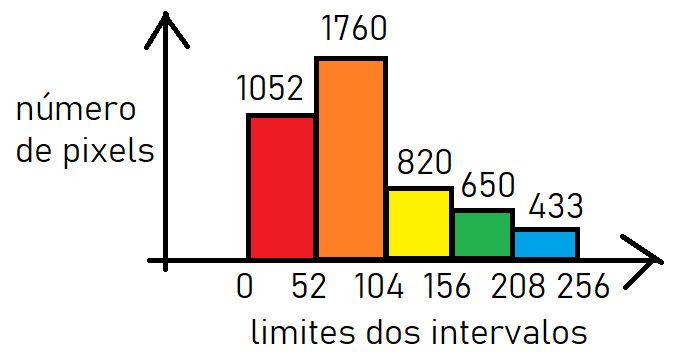 1760
1052
número
de pixels
820
650
433
0 52 104 156 208 256
limites dos intervalos